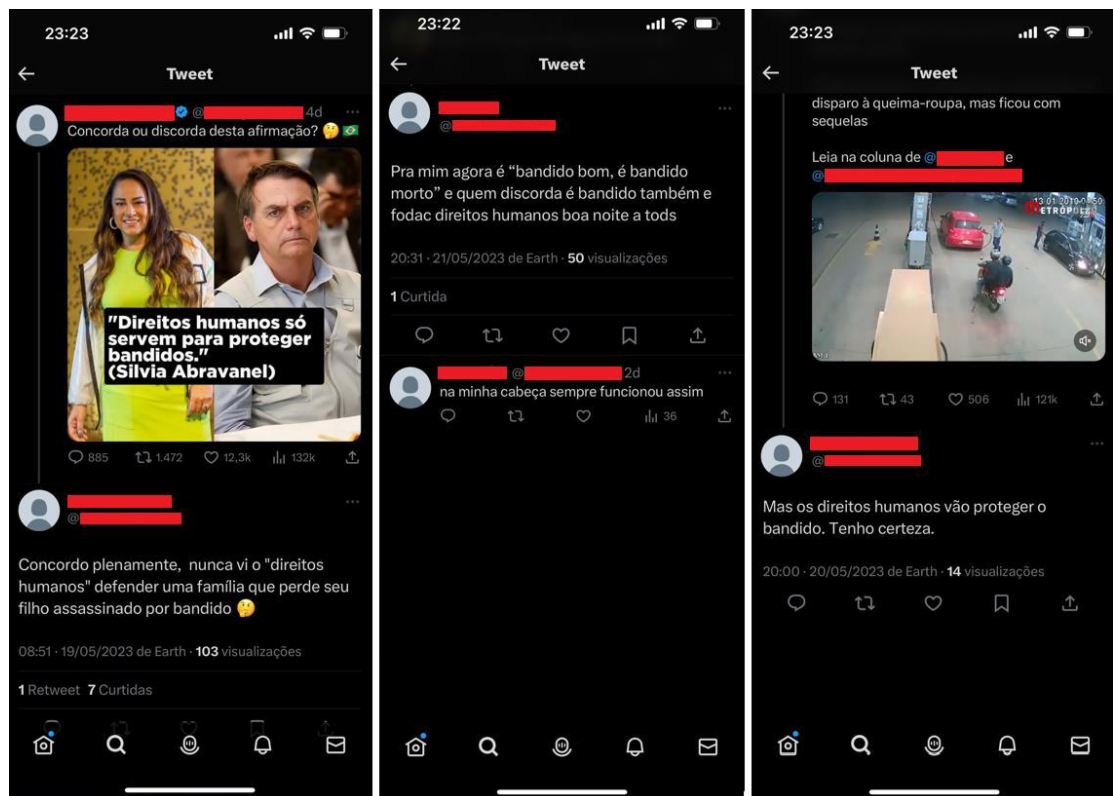 23:23
Tweet
@ 4d
Concorda ou discorda desta afirmação?
"Direitos humanos só
servem para proteger
bandidos."
(Silvia Abravanel)
885 1.472 12,3k 132k
@
Concordo plenamente, nunca vi o "direitos
humanos" defender uma família que perde seu
filho assassinado por bandido 🤔
08:51 · 19/05/2023 de Earth · 103 visualizações
1 Retweet 7 Curtidas
23:22
Tweet
@
Pra mim agora é “bandido bom, é bandido
morto” e quem discorda é bandido também e
fodac direitos humanos boa noite a tods
20:31 · 21/05/2023 de Earth · 50 visualizações
1 Curtida
@ 2d
na minha cabeça sempre funcionou assim
36
23:23
Tweet
disparo à queima-roupa, mas ficou com
sequelas
Leia na coluna de @ e
@
131 43 506 121k
@
Mas os direitos humanos vão proteger o
bandido. Tenho certeza.
20:00 · 20/05/2023 de Earth · 14 visualizações